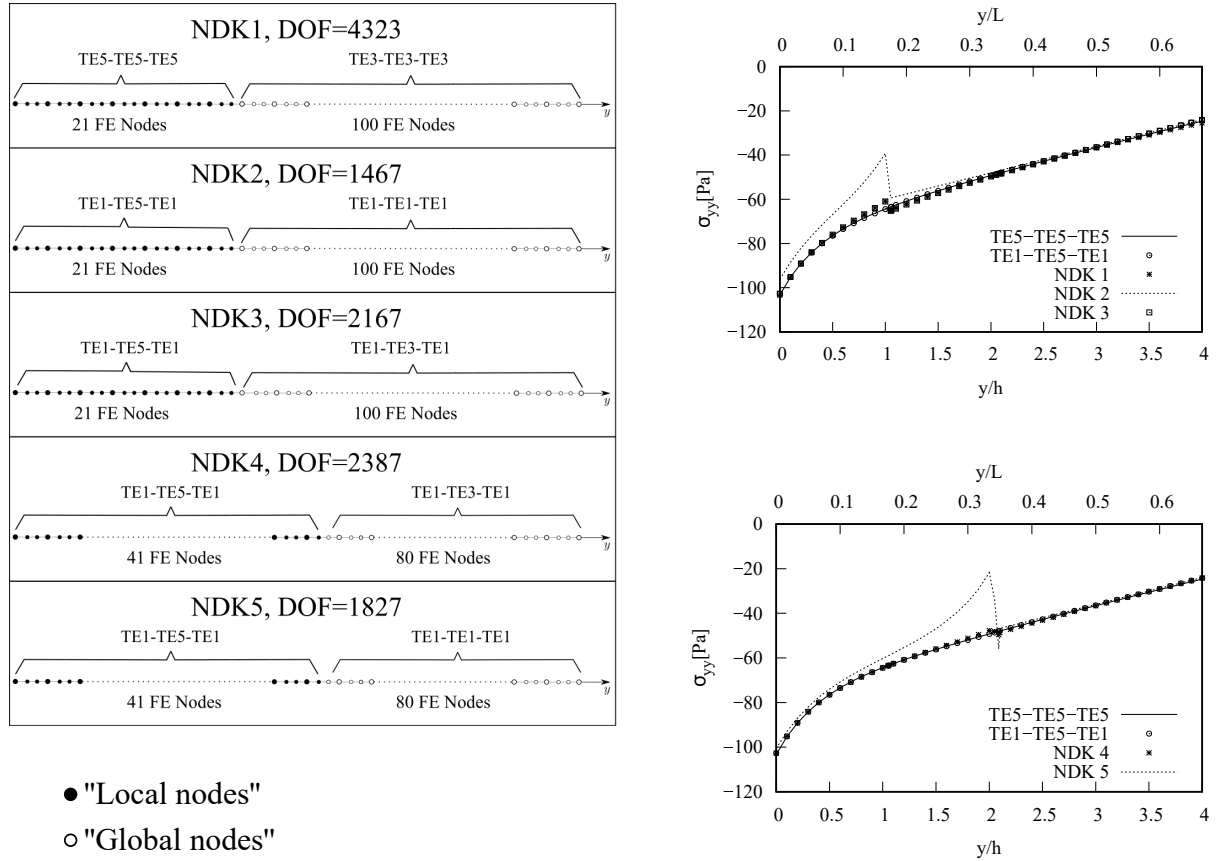 NDK1, DOF=4323
TE5-TE5-TE5
TE3-TE3-TE3
y
21 FE Nodes
100 FE Nodes
NDK2, DOF=1467
TE1-TE5-TE1
TE1-TE1-TE1
y
21 FE Nodes
100 FE Nodes
NDK3, DOF=2167
TE1-TE5-TE1
TE1-TE3-TE1
y
21 FE Nodes
100 FE Nodes
NDK4, DOF=2387
TE1-TE5-TE1
TE1-TE3-TE1
y
41 FE Nodes
80 FE Nodes
NDK5, DOF=1827
TE1-TE5-TE1
TE1-TE1-TE1
y
41 FE Nodes
80 FE Nodes
"Local nodes"
"Global nodes"
y/L
0 0.1 0.2 0.3 0.4 0.5 0.6
0
−20
−40
−60
−80
−100
−120
σyy[Pa]
TE5−TE5−TE5
TE1−TE5−TE1
NDK 1
NDK 2
NDK 3
0 0.5 1 1.5 2 2.5 3 3.5 4
y/h
y/L
0 0.1 0.2 0.3 0.4 0.5 0.6
0
−20
−40
−60
−80
−100
−120
σyy[Pa]
TE5−TE5−TE5
TE1−TE5−TE1
NDK 4
NDK 5
0 0.5 1 1.5 2 2.5 3 3.5 4
y/h